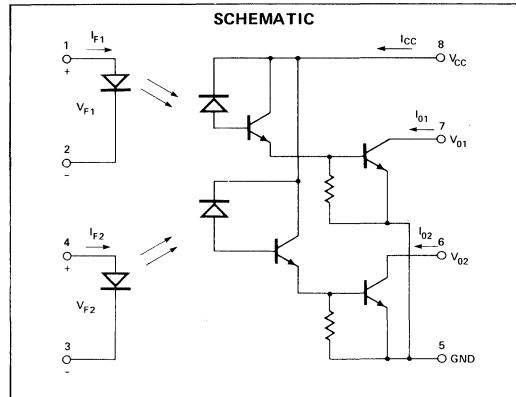 SCHEMATIC
1
I_F1
+
V_F1
2
−
4
I_F2
+
V_F2
3
−
I_CC
8
V_CC
I_01
7
V_01
I_02
6
V_02
5
GND